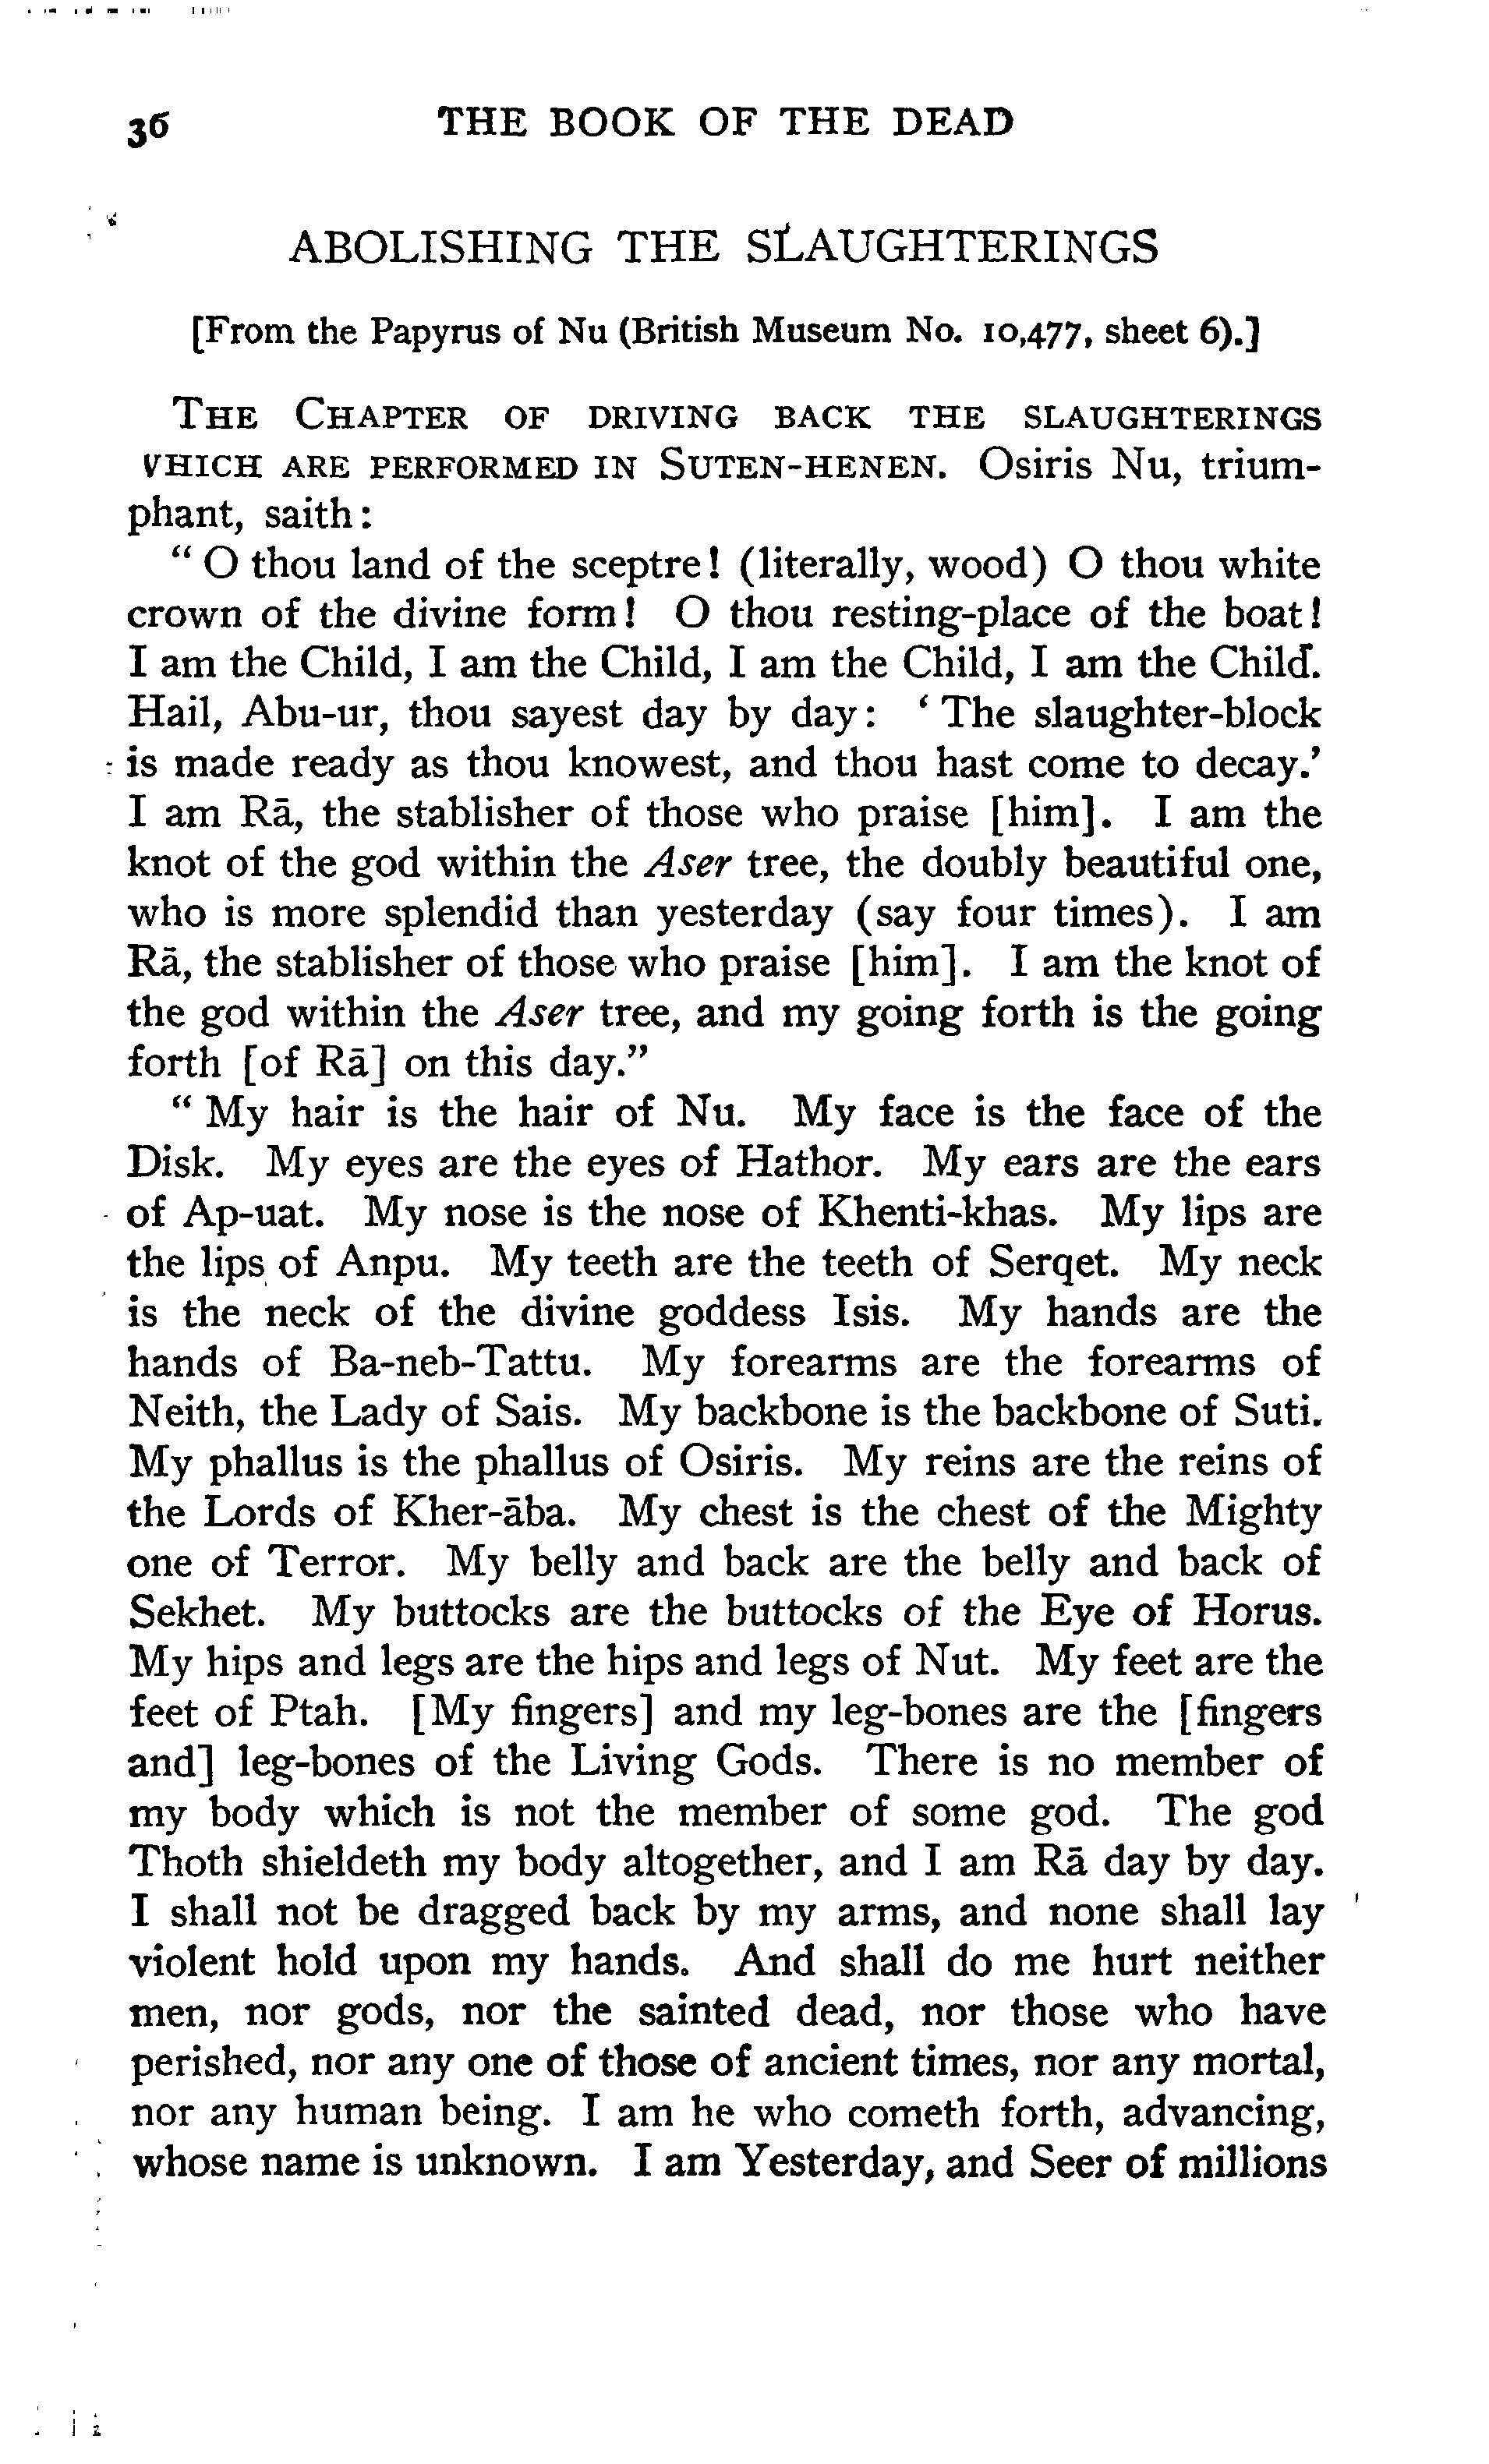 36 THE BOOK OF THE DEAD
ABOLISHING THE SLAUGHTERINGS
[From the Papyrus of Nu (British Museum No. 10,477, sheet 6).]
THE CHAPTER OF DRIVING BACK THE SLAUGHTERINGS
WHICH ARE PERFORMED IN SUTEN-HENEN. Osiris Nu, trium-
phant, saith:
“ O thou land of the sceptre! (literally, wood) O thou white
crown of the divine form! O thou resting-place of the boat!
I am the Child, I am the Child, I am the Child, I am the Child.
Hail, Abu-ur, thou sayest day by day: ‘ The slaughter-block
is made ready as thou knowest, and thou hast come to decay.’
I am Rā, the stablisher of those who praise [him]. I am the
knot of the god within the Aser tree, the doubly beautiful one,
who is more splendid than yesterday (say four times). I am
Rā, the stablisher of those who praise [him]. I am the knot of
the god within the Aser tree, and my going forth is the going
forth [of Rā] on this day.”
“ My hair is the hair of Nu. My face is the face of the
Disk. My eyes are the eyes of Hathor. My ears are the ears
of Ap-uat. My nose is the nose of Khenti-khas. My lips are
the lips of Anpu. My teeth are the teeth of Serqet. My neck
is the neck of the divine goddess Isis. My hands are the
hands of Ba-neb-Tattu. My forearms are the forearms of
Neith, the Lady of Sais. My backbone is the backbone of Suti.
My phallus is the phallus of Osiris. My reins are the reins of
the Lords of Kher-āba. My chest is the chest of the Mighty
one of Terror. My belly and back are the belly and back of
Sekhet. My buttocks are the buttocks of the Eye of Horus.
My hips and legs are the hips and legs of Nut. My feet are the
feet of Ptah. [My fingers] and my leg-bones are the [fingers
and] leg-bones of the Living Gods. There is no member of
my body which is not the member of some god. The god
Thoth shieldeth my body altogether, and I am Rā day by day.
I shall not be dragged back by my arms, and none shall lay
violent hold upon my hands. And shall do me hurt neither
men, nor gods, nor the sainted dead, nor those who have
perished, nor any one of those of ancient times, nor any mortal,
nor any human being. I am he who cometh forth, advancing,
whose name is unknown. I am Yesterday, and Seer of millions